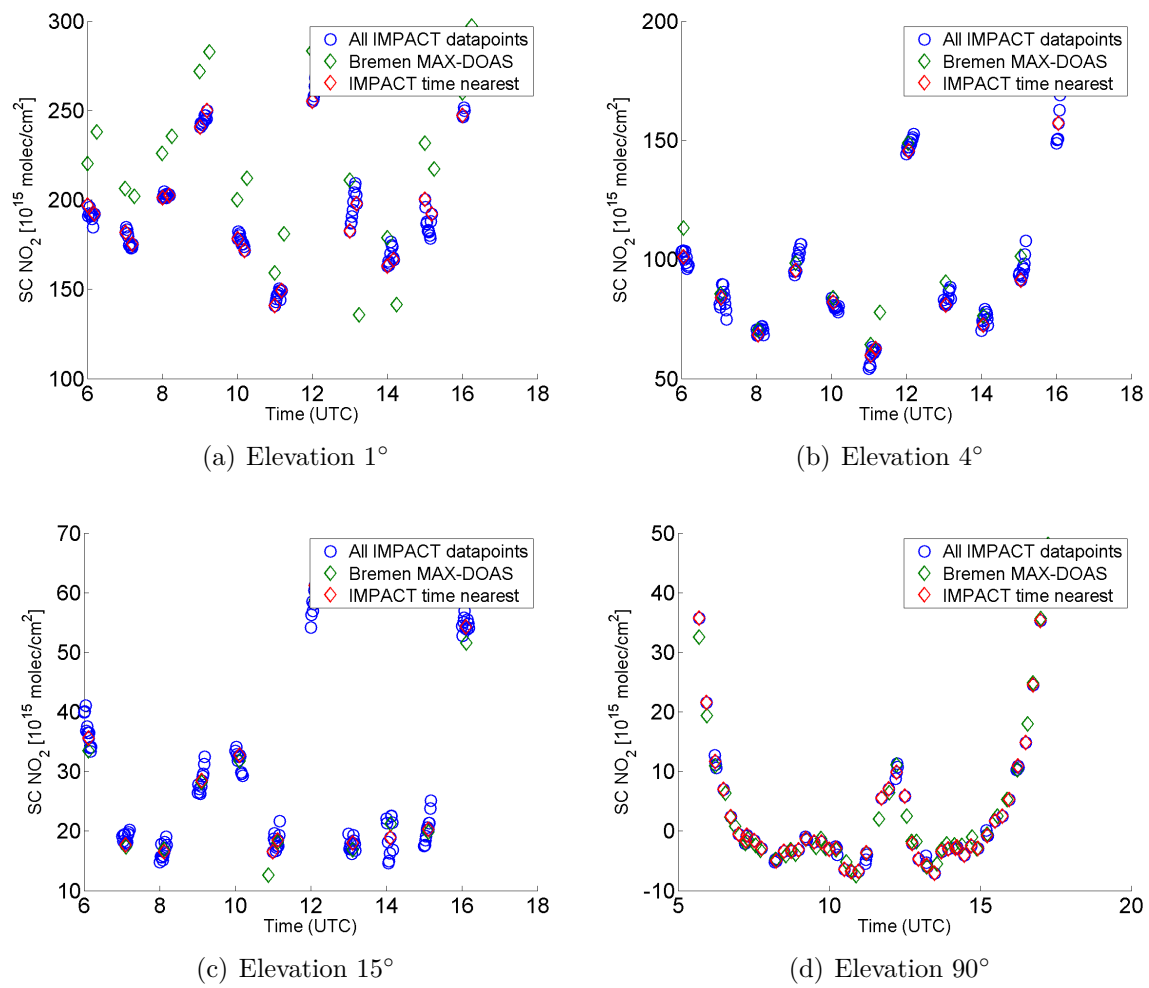 300
250
200
150
100
6
8
10
12
14
16
18
SC NO2 [10^15 molec/cm^2]
Time (UTC)
All IMPACT datapoints
Bremen MAX-DOAS
IMPACT time nearest
(a) Elevation 1°
200
150
100
50
6
8
10
12
14
16
18
SC NO2 [10^15 molec/cm^2]
Time (UTC)
All IMPACT datapoints
Bremen MAX-DOAS
IMPACT time nearest
(b) Elevation 4°
70
60
50
40
30
20
10
6
8
10
12
14
16
18
SC NO2 [10^15 molec/cm^2]
Time (UTC)
All IMPACT datapoints
Bremen MAX-DOAS
IMPACT time nearest
(c) Elevation 15°
50
40
30
20
10
0
-10
5
10
15
20
SC NO2 [10^15 molec/cm^2]
Time (UTC)
All IMPACT datapoints
Bremen MAX-DOAS
IMPACT time nearest
(d) Elevation 90°